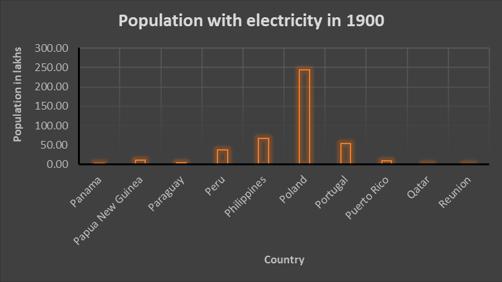 Population with electricity in 1900
Population in lakhs
300.00
250.00
200.00
150.00
100.00
50.00
0.00
Panama
Papua New Guinea
Paraguay
Peru
Philippines
Poland
Portugal
Puerto Rico
Qatar
Reunion
Country